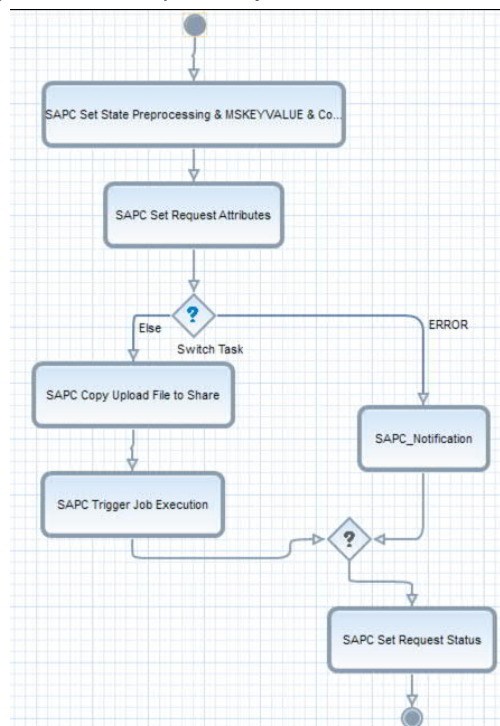 SAPC Set State Preprocessing & MSKEYVALUE & Co...
SAPC Set Request Attributes
?
Else
ERROR
Switch Task
SAPC Copy Upload File to Share
SAPC_Notification
SAPC Trigger Job Execution
?
SAPC Set Request Status